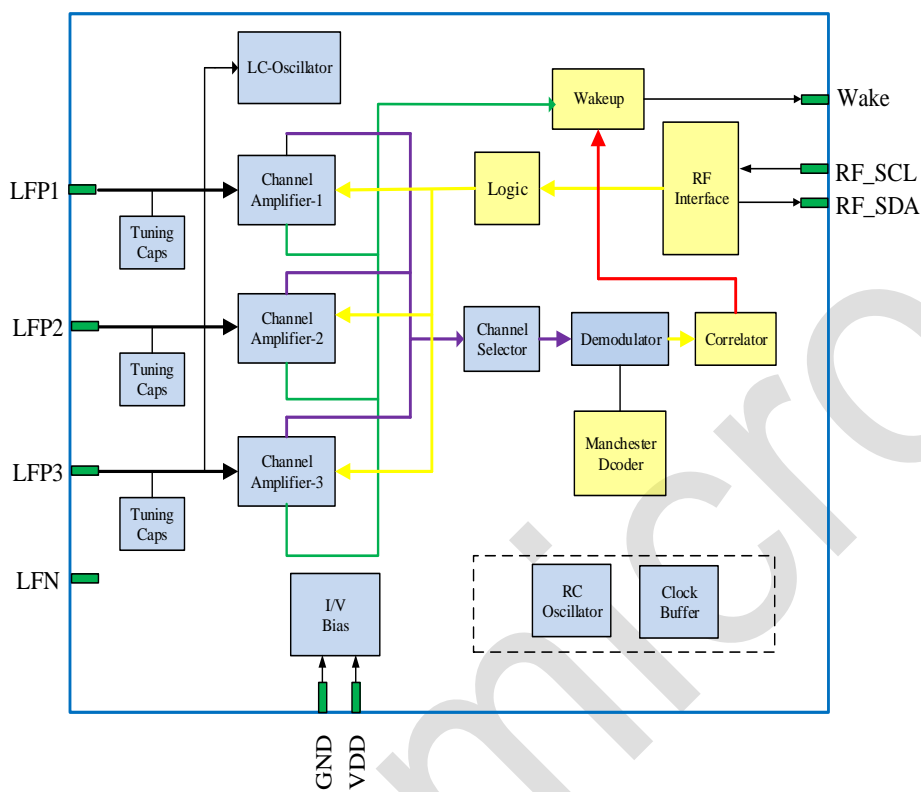 LC-Oscillator
Wakeup
Wake
LFP1
Channel
Amplifier-1
Logic
RF
Interface
RF_SCL
RF_SDA
Tuning
Caps
LFP2
Channel
Amplifier-2
Channel
Selector
Demodulator
Correlator
Tuning
Caps
LFP3
Channel
Amplifier-3
Manchester
Dcoder
Tuning
Caps
LFN
I/V
Bias
RC
Oscillator
Clock
Buffer
GND
VDD
micro